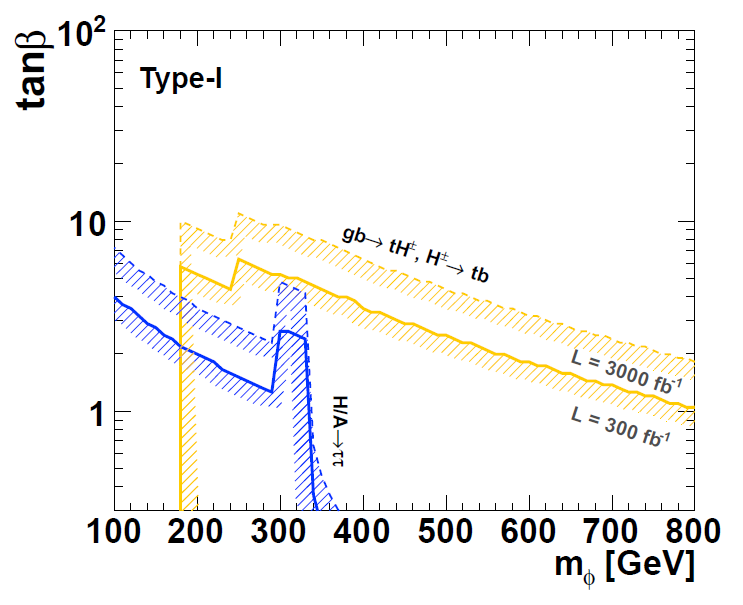 tanβ
10²
10
1
Type-I
gb→ tH±, H±→ tb
H/A→ττ
L = 3000 fb⁻¹
L = 300 fb⁻¹
100 200 300 400 500 600 700 800
mϕ [GeV]